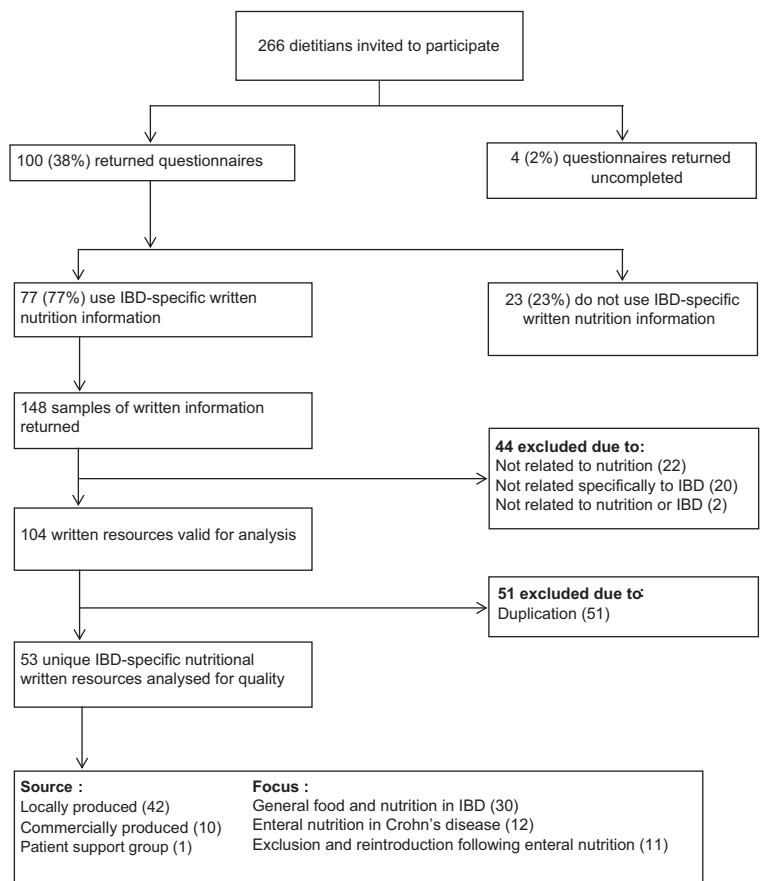 266 dietitians invited to participate
100 (38%) returned questionnaires
4 (2%) questionnaires returned
uncompleted
77 (77%) use IBD-specific written
nutrition information
23 (23%) do not use IBD-specific
written nutrition information
148 samples of written information
returned
44 excluded due to:
Not related to nutrition (22)
Not related specifically to IBD (20)
Not related to nutrition or IBD (2)
104 written resources valid for analysis
51 excluded due to:
Duplication (51)
53 unique IBD-specific nutritional
written resources analysed for quality
Source :
Locally produced (42)
Commercially produced (10)
Patient support group (1)
Focus :
General food and nutrition in IBD (30)
Enteral nutrition in Crohn's disease (12)
Exclusion and reintroduction following enteral nutrition (11)